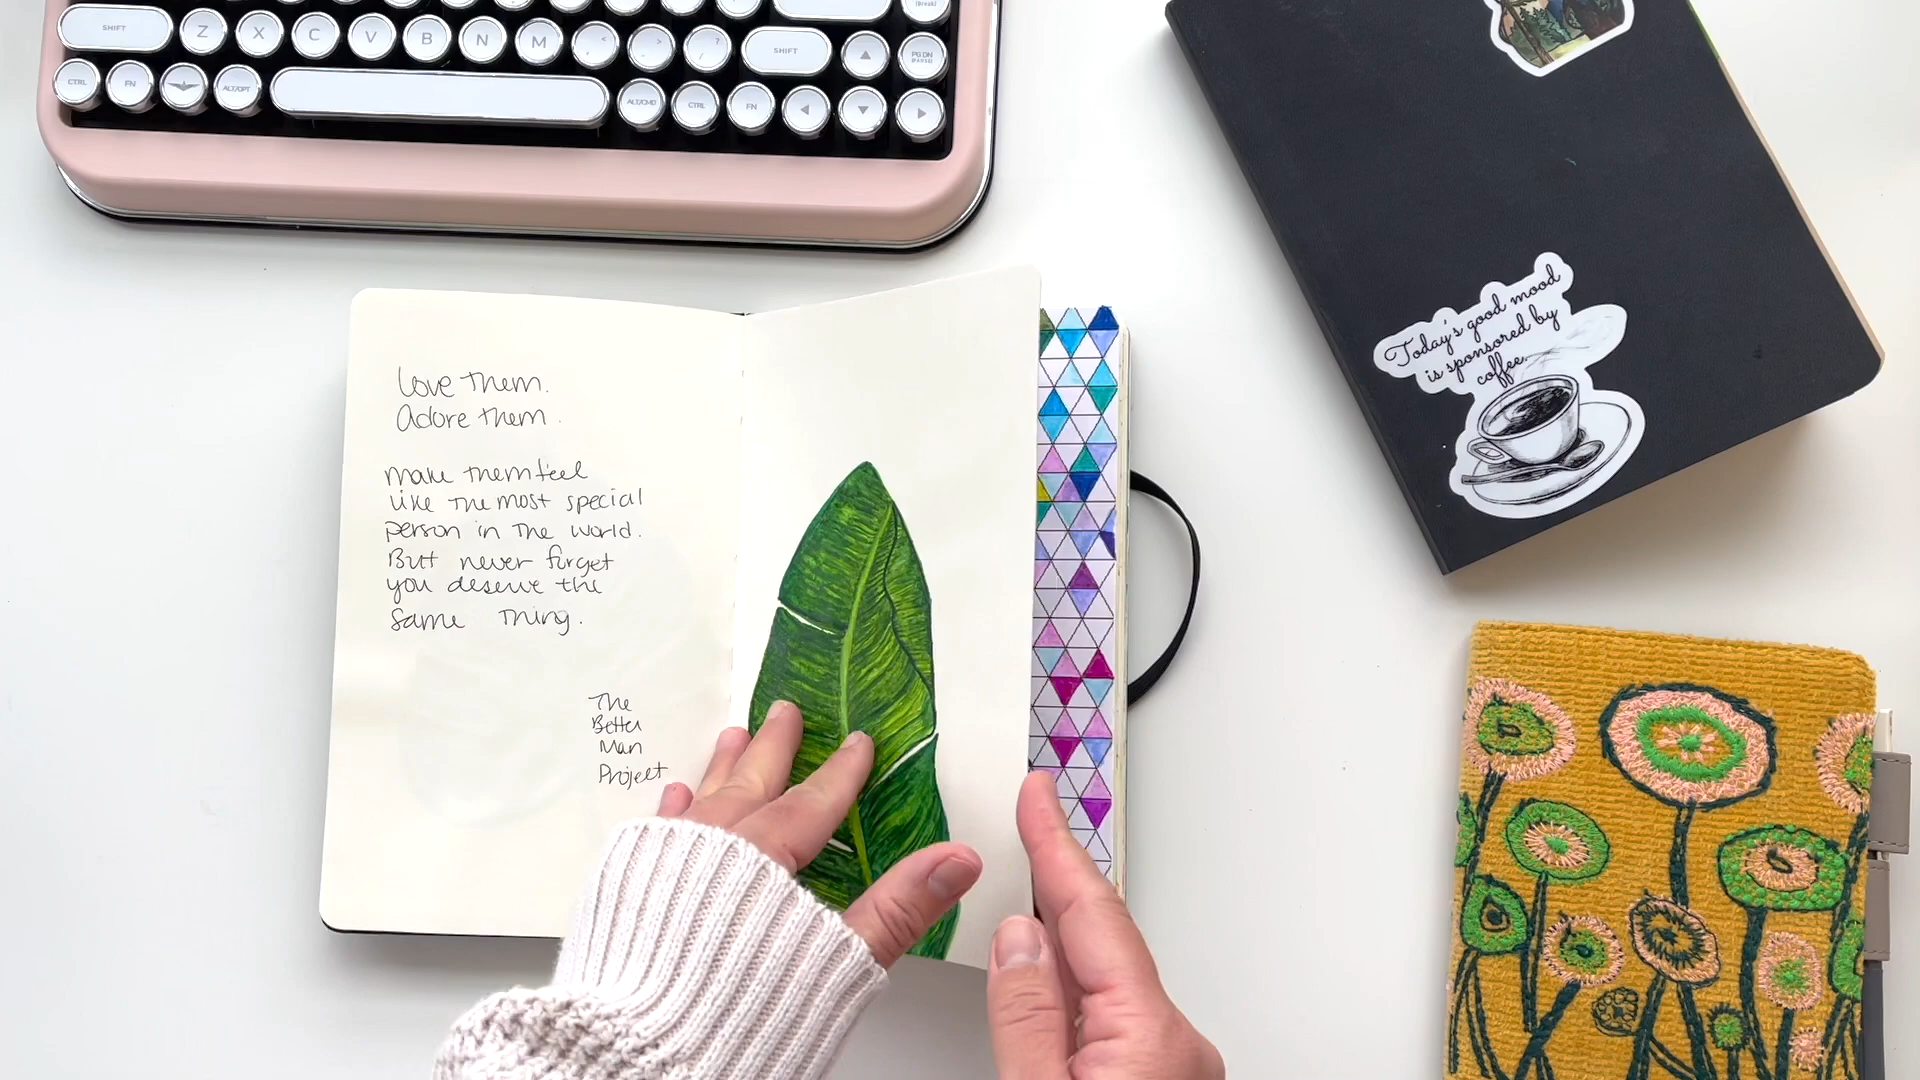 SHIFT
Z X C V B N M , < . > / ? SHIFT
PG DN
CTRL FN ALT/OPT ALT/CMD CTRL FN
Love them.
Adore them.
Make them feel
like the most special
person in the world.
But never forget
you deserve the
same thing.
The
Better
Man
Project
Today's good mood
is sponsored by
coffee.